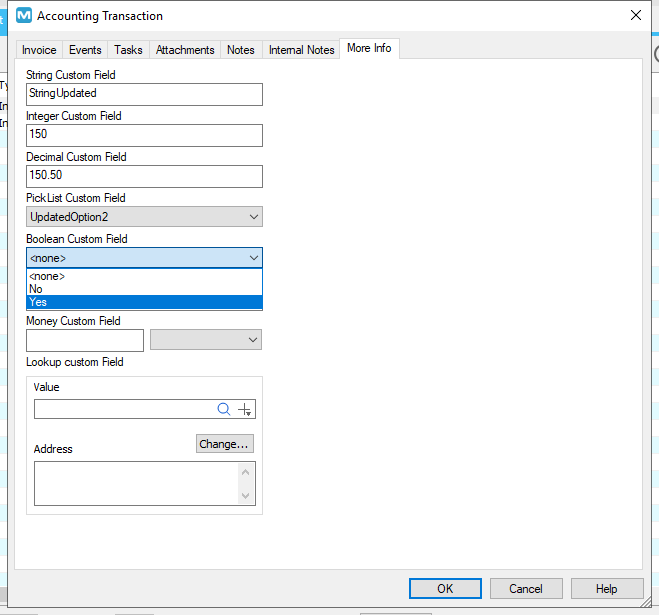 M Accounting Transaction
Invoice Events Tasks Attachments Notes Internal Notes More Info
String Custom Field
StringUpdated
Integer Custom Field
150
Decimal Custom Field
150.50
PickList Custom Field
UpdatedOption2
Boolean Custom Field
<none>
<none>
No
Yes
Money Custom Field
Lookup custom Field
Value
Address Change...
OK Cancel Help